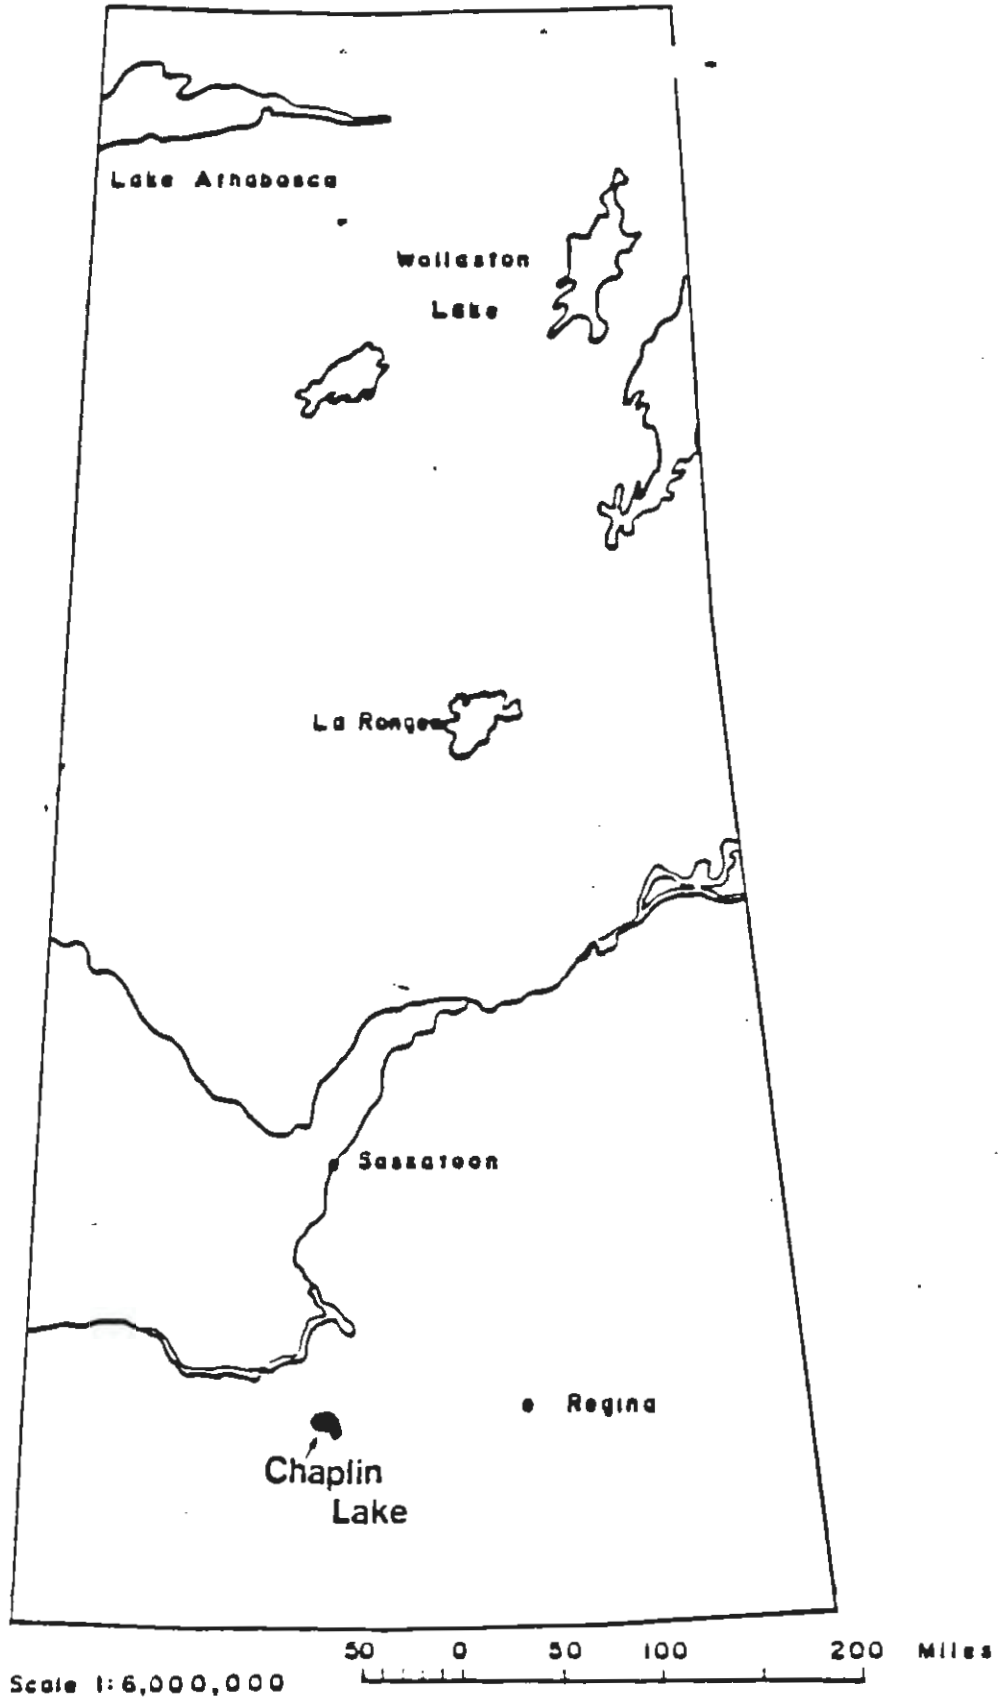 Lake Athabasca
Wollaston
Lake
La Ronge
Saskatoon
Regina
Chaplin
Lake
50 0 50 100 200 Miles
Scale 1:6,000,000